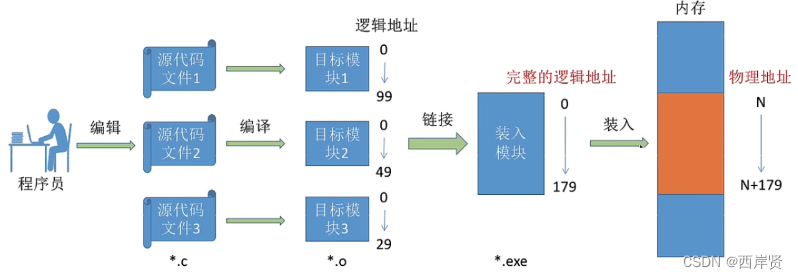 内存
逻辑地址
源代码
文件1
目标模
块1
0
99
完整的逻辑地址
物理地址
程序员
编辑
源代码
文件2
编译
目标模
块2
0
49
链接
装入
模块
0
179
装入
N
N+179
源代码
文件3
目标模
块3
0
29
*.c
*.o
*.exe
CSDN @西岸贤